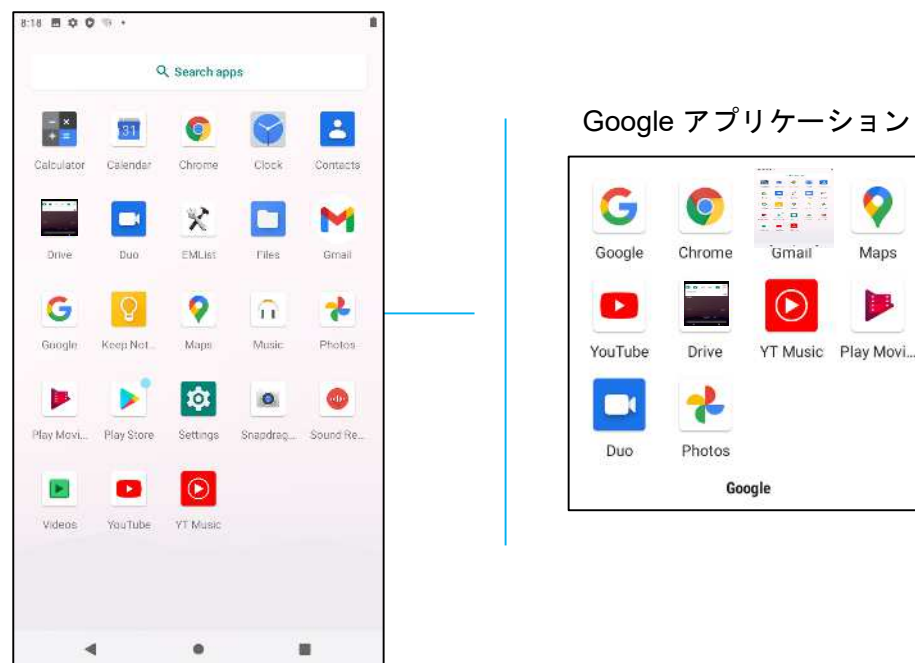 8:18
Search apps
31
Calculator Calendar Chrome Clock Contacts
Drive Duo EMList Files Gmail
Google Keep Not... Maps Music Photos
Play Movi... Play Store Settings Snapdrag... Sound Re...
Videos YouTube YT Music
Google アプリケーション
Google Chrome Gmail Maps
YouTube Drive YT Music Play Movi...
Duo Photos
Google